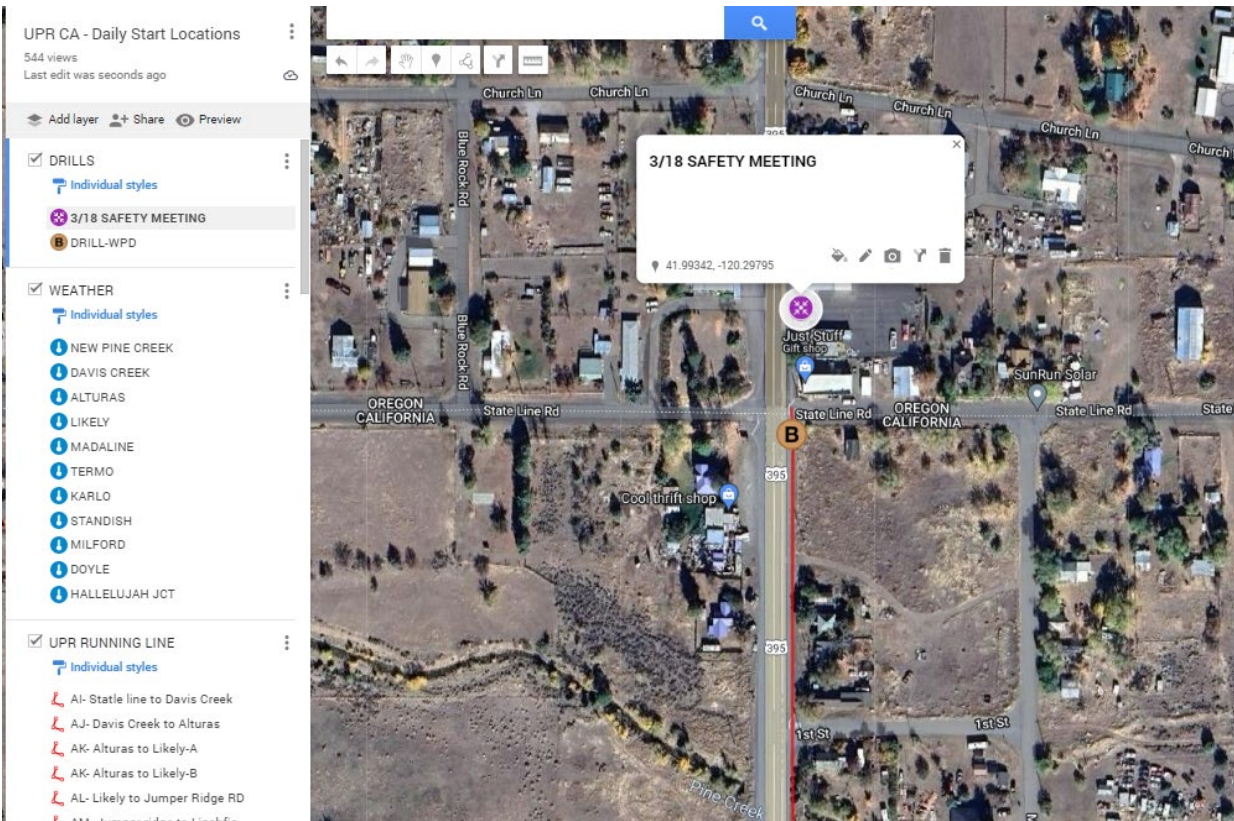 UPR CA - Daily Start Locations
544 views
Last edit was seconds ago
Add layer
Share
Preview
DRILLS
Individual styles
3/18 SAFETY MEETING
B DRILL-WPD
WEATHER
Individual styles
NEW PINE CREEK
DAVIS CREEK
ALTURAS
LIKELY
MADALINE
TERMO
KARLO
STANDISH
MILFORD
DOYLE
HALLELUJAH JCT
UPR RUNNING LINE
Individual styles
AI- Statle line to Davis Creek
AJ- Davis Creek to Alturas
AK- Alturas to Likely-A
AK- Alturas to Likely-B
AL- Likely to Jumper Ridge RD
Church Ln
Church Ln
Church Ln
Church Ln
Church Ln
Church
395
Blue Rock Rd
Blue Rock Rd
3/18 SAFETY MEETING
41.99342, -120.29795
Just Stuff
Gift shop
SunRun Solar
OREGON
CALIFORNIA
State Line Rd
State Line Rd
OREGON
CALIFORNIA
State Line Rd
State
B
395
Cool thrift shop
395
1st St
1st St
Pine Creek